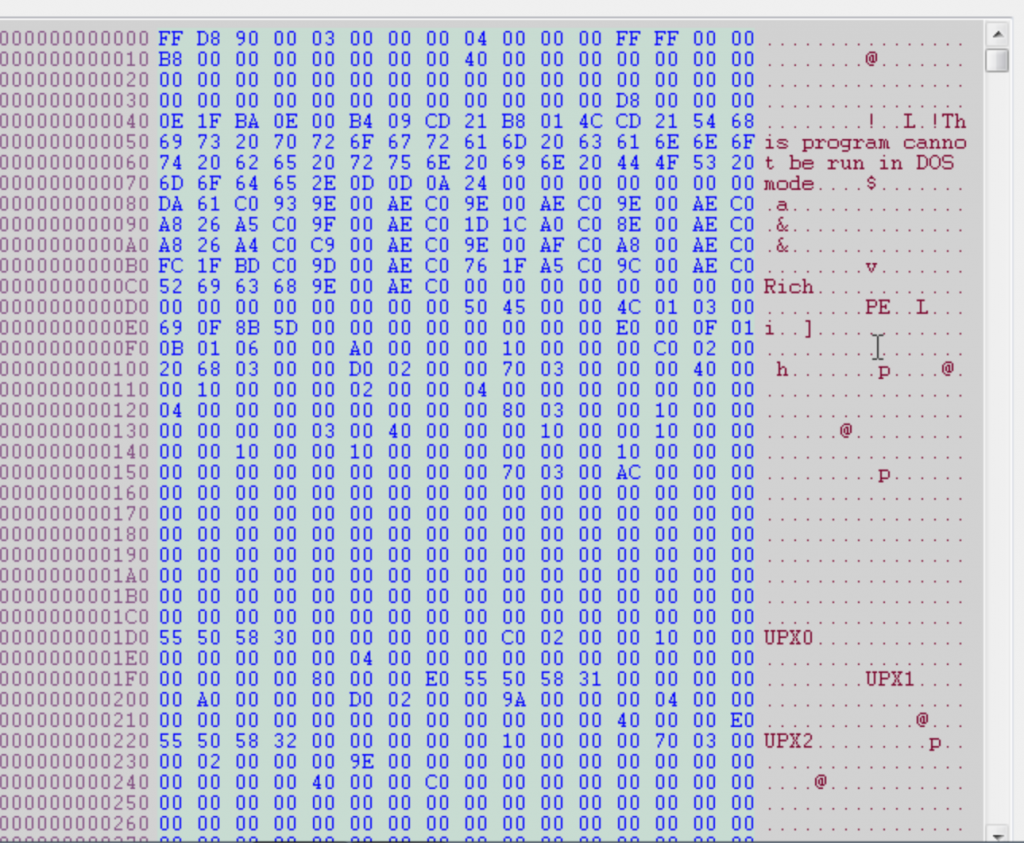 000000000000 FF D8 90 00 03 00 00 00 04 00 00 00 FF FF 00 00 ................
000000000010 B8 00 00 00 00 00 00 00 40 00 00 00 00 00 00 00 ........@.......
000000000020 00 00 00 00 00 00 00 00 00 00 00 00 00 00 00 00 ................
000000000030 00 00 00 00 00 00 00 00 00 00 00 00 D8 00 00 00 ................
000000000040 0E 1F BA 0E 00 B4 09 CD 21 B8 01 4C CD 21 54 68 ........!..L.!Th
000000000050 69 73 20 70 72 6F 67 72 61 6D 20 63 61 6E 6E 6F is program canno
000000000060 74 20 62 65 20 72 75 6E 20 69 6E 20 44 4F 53 20 t be run in DOS
000000000070 6D 6F 64 65 2E 0D 0D 0A 24 00 00 00 00 00 00 00 mode....$.......
000000000080 DA 61 C0 93 9E 00 AE C0 9E 00 AE C0 9E 00 AE C0 .a..............
000000000090 A8 26 A5 C0 9F 00 AE C0 1D 1C A0 C0 8E 00 AE C0 .&..............
0000000000A0 A8 26 A4 C0 C9 00 AE C0 9E 00 AF C0 A8 00 AE C0 .&..............
0000000000B0 FC 1F BD C0 9D 00 AE C0 76 1F A5 C0 9C 00 AE C0 ........v.......
0000000000C0 52 69 63 68 9E 00 AE C0 00 00 00 00 00 00 00 00 Rich............
0000000000D0 00 00 00 00 00 00 00 00 50 45 00 00 4C 01 03 00 ........PE..L...
0000000000E0 69 0F 8B 5D 00 00 00 00 00 00 00 00 E0 00 0F 01 i..]............
0000000000F0 0B 01 06 00 00 A0 00 00 00 10 00 00 00 C0 02 00 ................
000000000100 20 68 03 00 00 D0 02 00 00 70 03 00 00 00 40 00  h.......p....@.
000000000110 00 10 00 00 00 02 00 00 04 00 00 00 00 00 00 00 ................
000000000120 04 00 00 00 00 00 00 00 00 80 03 00 00 10 00 00 ................
000000000130 00 00 00 00 03 00 40 00 00 00 10 00 00 10 00 00 ......@.........
000000000140 00 00 10 00 00 10 00 00 00 00 00 00 10 00 00 00 ................
000000000150 00 00 00 00 00 00 00 00 00 70 03 00 AC 00 00 00 .........p......
000000000160 00 00 00 00 00 00 00 00 00 00 00 00 00 00 00 00 ................
000000000170 00 00 00 00 00 00 00 00 00 00 00 00 00 00 00 00 ................
000000000180 00 00 00 00 00 00 00 00 00 00 00 00 00 00 00 00 ................
000000000190 00 00 00 00 00 00 00 00 00 00 00 00 00 00 00 00 ................
0000000001A0 00 00 00 00 00 00 00 00 00 00 00 00 00 00 00 00 ................
0000000001B0 00 00 00 00 00 00 00 00 00 00 00 00 00 00 00 00 ................
0000000001C0 00 00 00 00 00 00 00 00 00 00 00 00 00 00 00 00 ................
0000000001D0 55 50 58 30 00 00 00 00 00 C0 02 00 00 10 00 00 UPX0............
0000000001E0 00 00 00 00 00 04 00 00 00 00 00 00 00 00 00 00 ................
0000000001F0 00 00 00 00 80 00 00 E0 55 50 58 31 00 00 00 00 ........UPX1....
000000000200 00 A0 00 00 00 D0 02 00 00 9A 00 00 00 04 00 00 ................
000000000210 00 00 00 00 00 00 00 00 00 00 00 00 40 00 00 E0 ............@...
000000000220 55 50 58 32 00 00 00 00 00 10 00 00 00 70 03 00 UPX2.........p..
000000000230 00 02 00 00 00 9E 00 00 00 00 00 00 00 00 00 00 ................
000000000240 00 00 00 00 40 00 00 C0 00 00 00 00 00 00 00 00 ....@...........
000000000250 00 00 00 00 00 00 00 00 00 00 00 00 00 00 00 00 ................
000000000260 00 00 00 00 00 00 00 00 00 00 00 00 00 00 00 00 ................